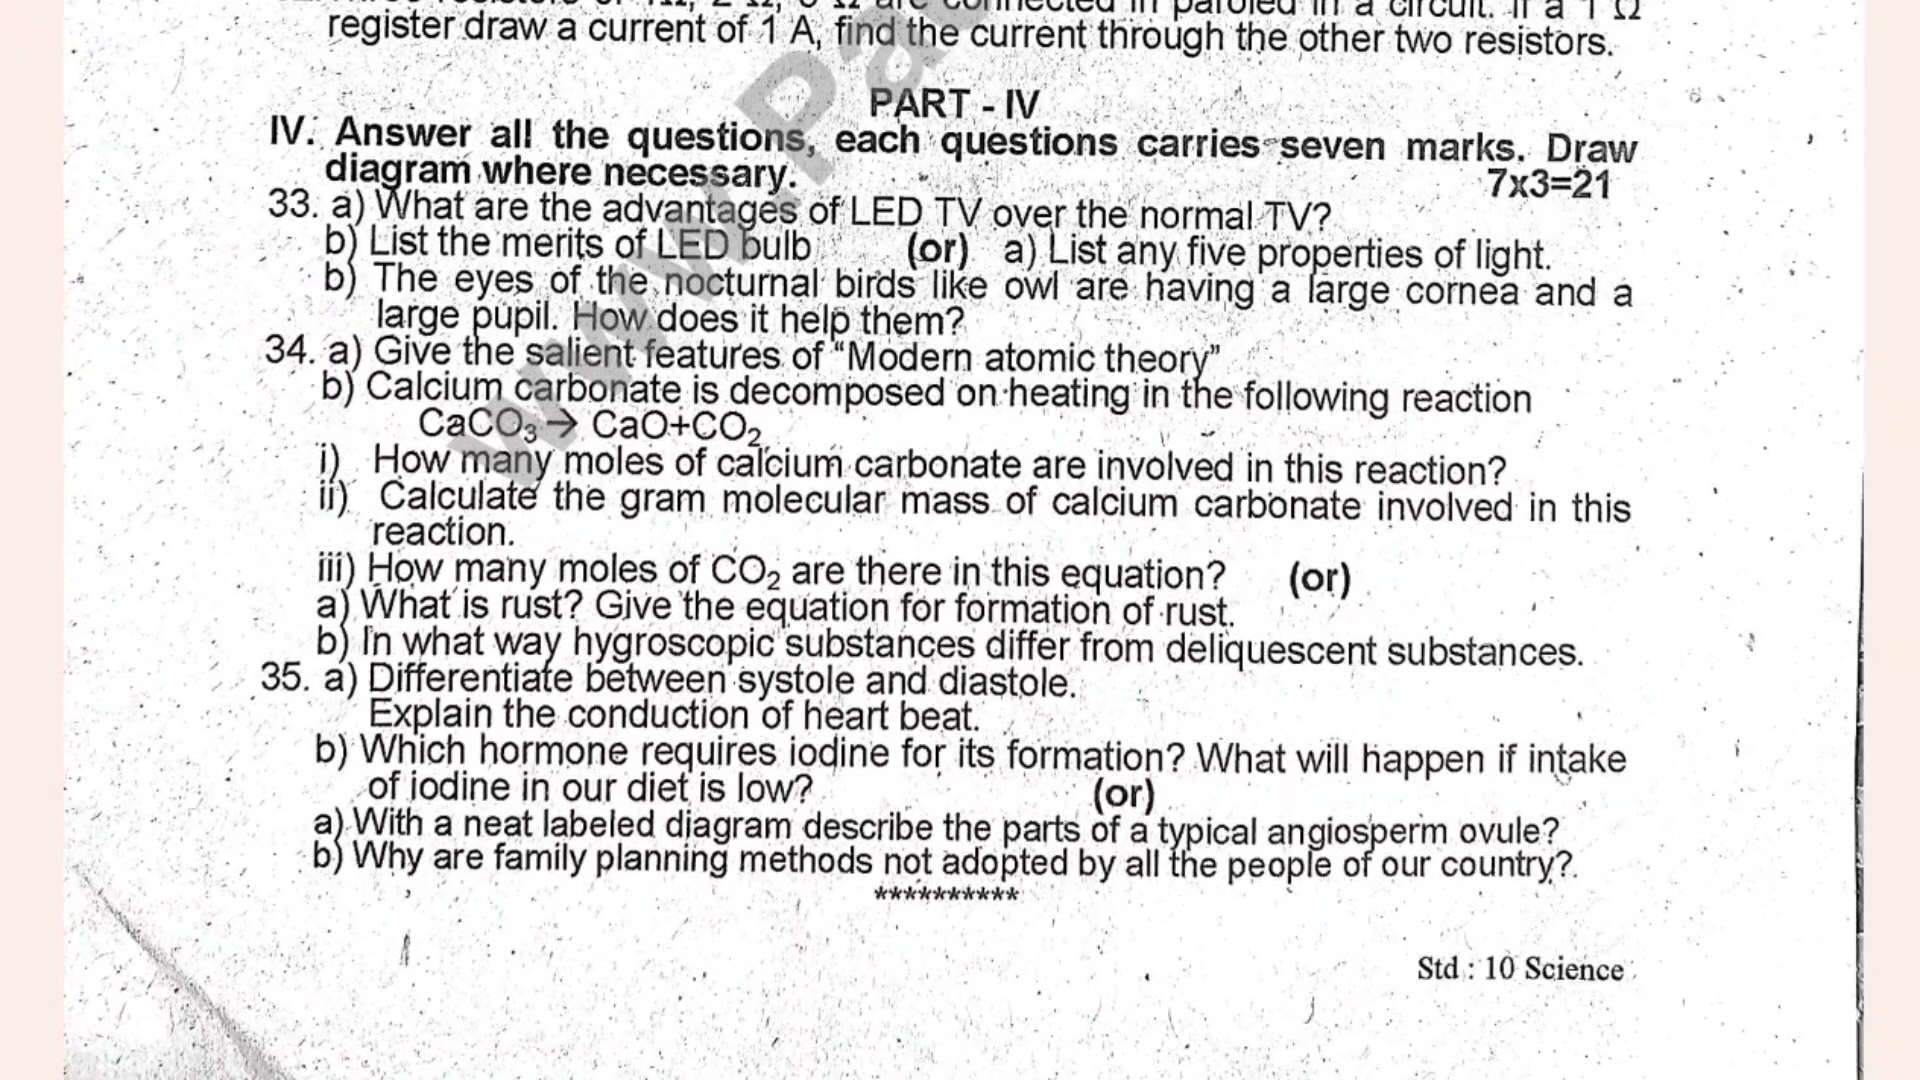 register draw a current of 1 A, find the current through the other two resistors.
PART - IV
IV. Answer all the questions, each questions carries seven marks. Draw
diagram where necessary. 7x3=21
33. a) What are the advantages of LED TV over the normal TV?
b) List the merits of LED bulb (or) a) List any five properties of light.
b) The eyes of the nocturnal birds like owl are having a large cornea and a
large pupil. How does it help them?
34. a) Give the salient features of “Modern atomic theory”
b) Calcium carbonate is decomposed on heating in the following reaction
CaCO₃ → CaO+CO₂
i) How many moles of calcium carbonate are involved in this reaction?
ii) Calculate the gram molecular mass of calcium carbonate involved in this
reaction.
iii) How many moles of CO₂ are there in this equation? (or)
a) What is rust? Give the equation for formation of rust.
b) In what way hygroscopic substances differ from deliquescent substances.
35. a) Differentiate between systole and diastole.
Explain the conduction of heart beat.
b) Which hormone requires iodine for its formation? What will happen if intake
of iodine in our diet is low? (or)
a) With a neat labeled diagram describe the parts of a typical angiosperm ovule?
b) Why are family planning methods not adopted by all the people of our country?
**********
Std : 10 Science
www.Pa